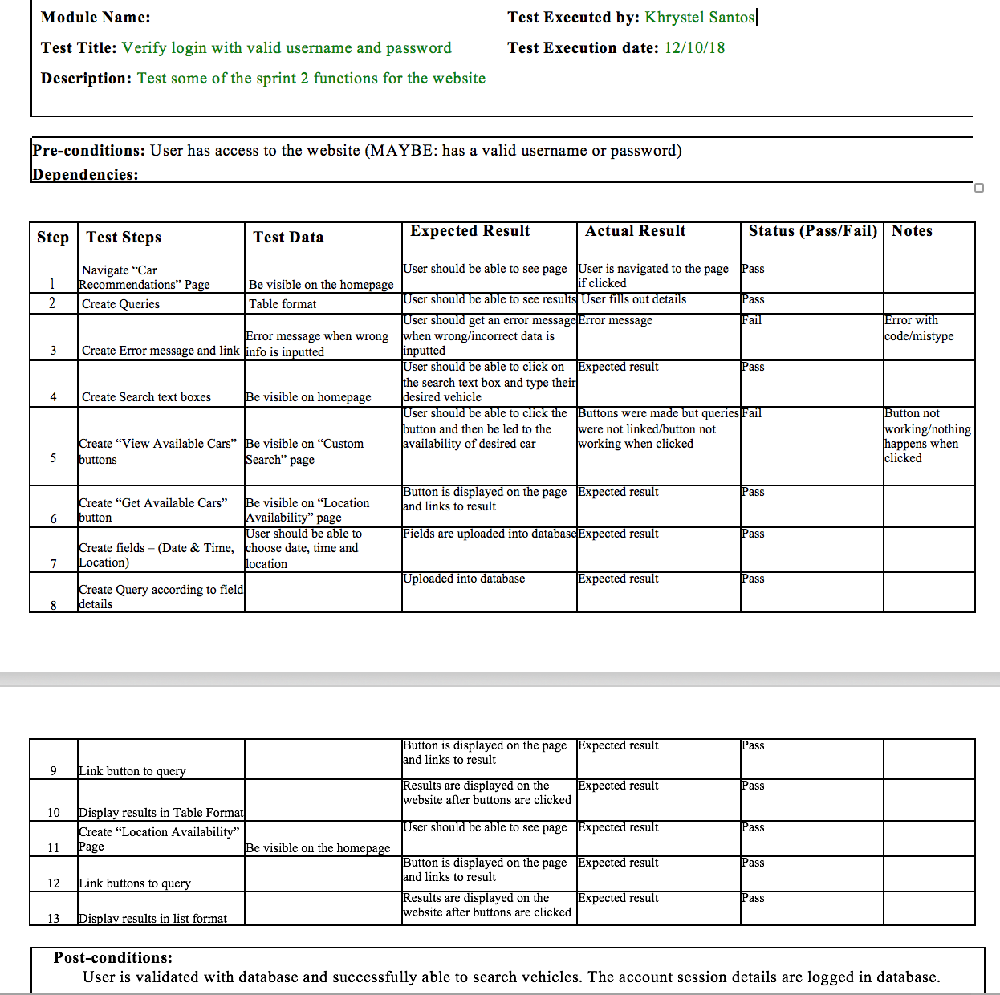 Module Name:
Test Executed by: Khrystel Santos
Test Title: Verify login with valid username and password
Test Execution date: 12/10/18
Description: Test some of the sprint 2 functions for the website
Pre-conditions: User has access to the website (MAYBE: has a valid username or password)
Dependencies:
Step
Test Steps
Test Data
Expected Result
Actual Result
Status (Pass/Fail)
Notes
1
Navigate “Car
Recommendations” Page
Be visible on the homepage
User should be able to see page
User is navigated to the page
if clicked
Pass
2
Create Queries
Table format
User should be able to see results
User fills out details
Pass
3
Create Error message and link
Error message when wrong
info is inputted
User should get an error message
when wrong/incorrect data is
inputted
Error message
Fail
Error with
code/mistype
4
Create Search text boxes
Be visible on homepage
User should be able to click on
the search text box and type their
desired vehicle
Expected result
Pass
5
Create “View Available Cars”
buttons
Be visible on “Custom
Search” page
User should be able to click the
button and then be led to the
availability of desired car
Buttons were made but queries
were not linked/button not
working when clicked
Fail
Button not
working/nothing
happens when
clicked
6
Create “Get Available Cars”
button
Be visible on “Location
Availability” page
Button is displayed on the page
and links to result
Expected result
Pass
7
Create fields – (Date & Time,
Location)
User should be able to
choose date, time and
location
Fields are uploaded into database
Expected result
Pass
8
Create Query according to field
details
Uploaded into database
Expected result
Pass
9
Link button to query
Button is displayed on the page
and links to result
Expected result
Pass
10
Display results in Table Format
Results are displayed on the
website after buttons are clicked
Expected result
Pass
11
Create “Location Availability”
Page
Be visible on the homepage
User should be able to see page
Expected result
Pass
12
Link buttons to query
Button is displayed on the page
and links to result
Expected result
Pass
13
Display results in list format
Results are displayed on the
website after buttons are clicked
Expected result
Pass
Post-conditions:
User is validated with database and successfully able to search vehicles. The account session details are logged in database.